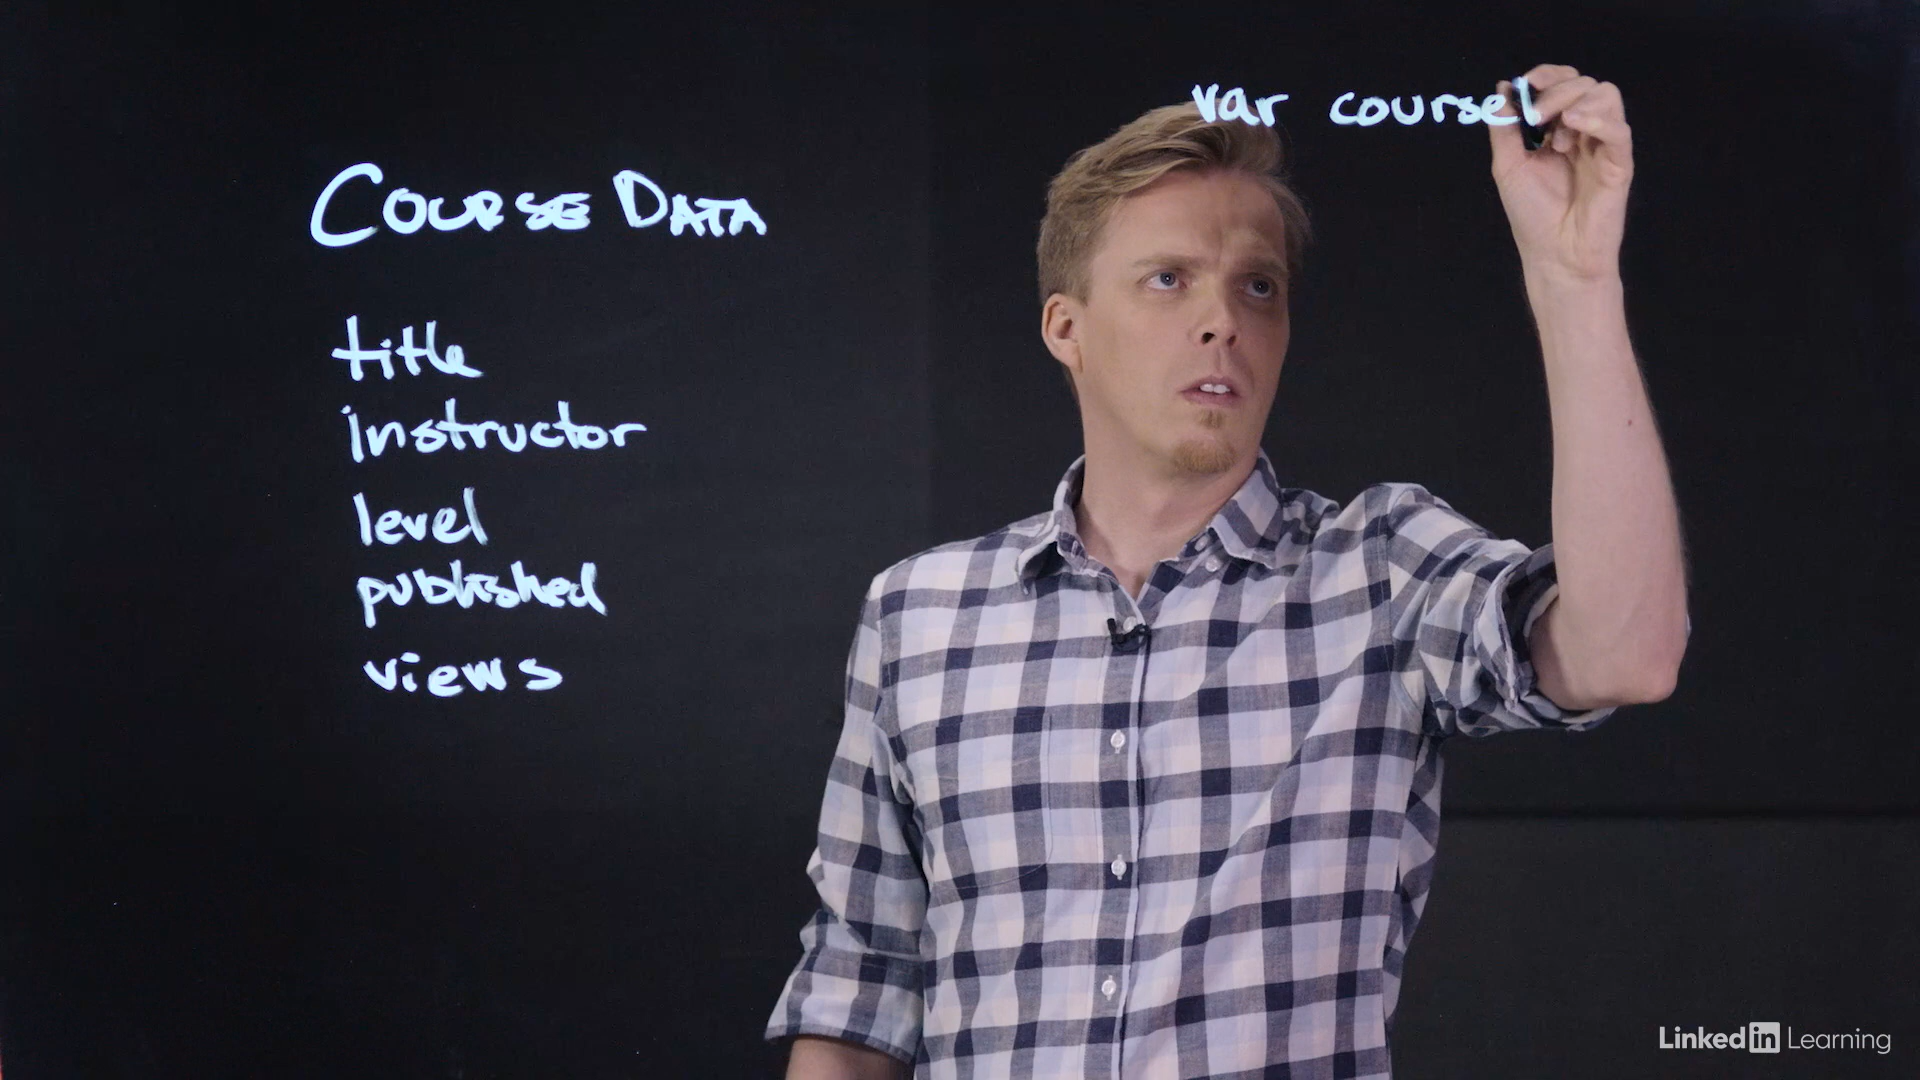 var course1
COURSE DATA
title
instructor
level
published
views
LinkedIn Learning